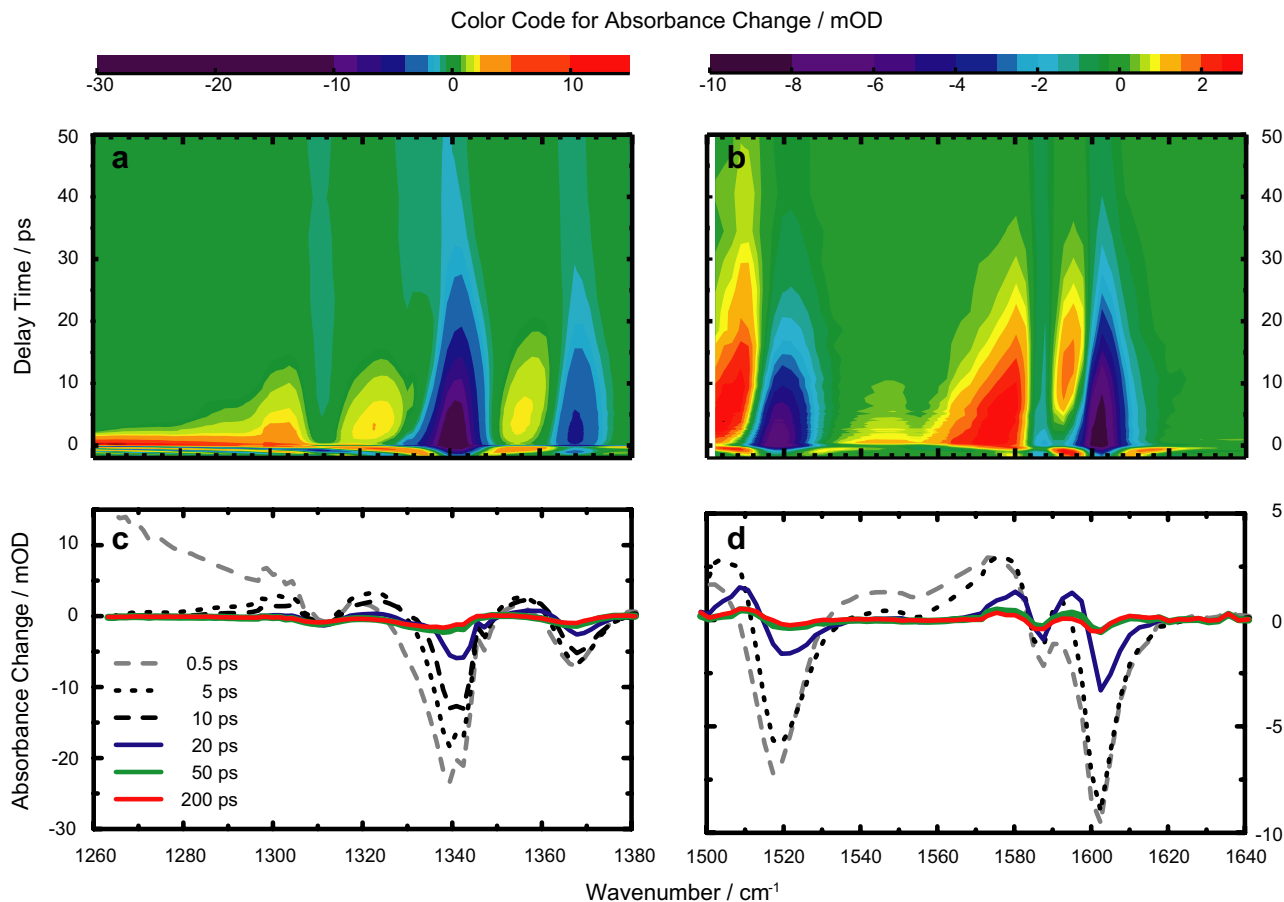 Color Code for Absorbance Change / mOD
-30 -20 -10 0 10
-10 -8 -6 -4 -2 0 2
a
b
Delay Time / ps
50
40
30
20
10
0
50
40
30
20
10
0
c
d
Absorbance Change / mOD
10
0
-10
-20
-30
5
0
-5
-10
0.5 ps
5 ps
10 ps
20 ps
50 ps
200 ps
1260 1280 1300 1320 1340 1360 1380
1500 1520 1540 1560 1580 1600 1620 1640
Wavenumber / cm-1